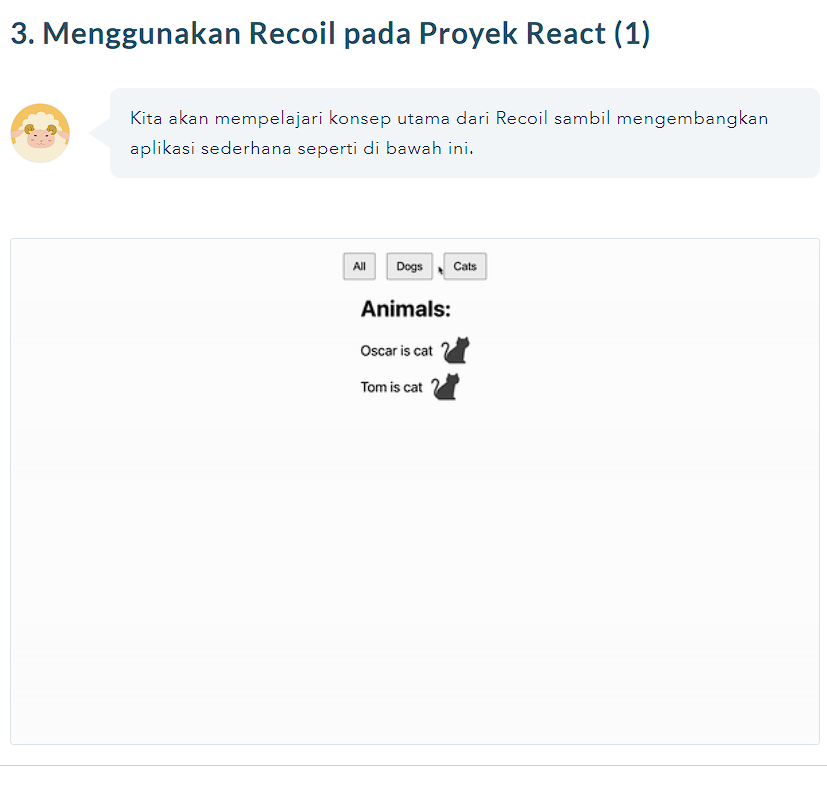 3. Menggunakan Recoil pada Proyek React (1)
Kita akan mempelajari konsep utama dari Recoil sambil mengembangkan
aplikasi sederhana seperti di bawah ini.
All Dogs Cats
Animals:
Oscar is cat
Tom is cat